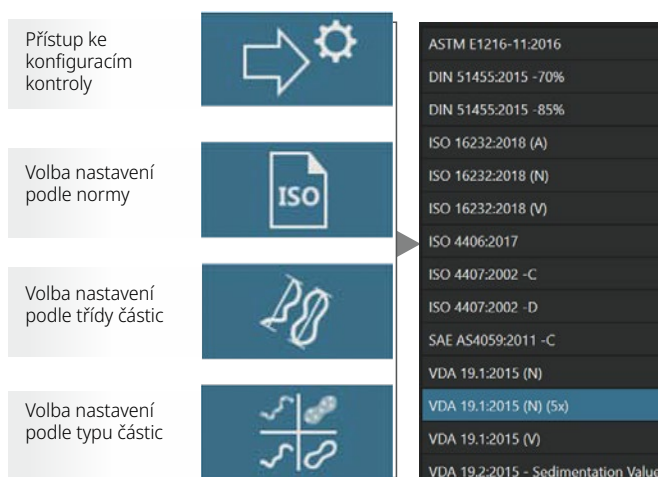 Přístup ke
konfiguracím
kontroly
Volba nastavení
podle normy
ISO
Volba nastavení
podle třídy částic
Volba nastavení
podle typu částic
ASTM E1216-11:2016
DIN 51455:2015 -70%
DIN 51455:2015 -85%
ISO 16232:2018 (A)
ISO 16232:2018 (N)
ISO 16232:2018 (V)
ISO 4406:2017
ISO 4407:2002 -C
ISO 4407:2002 -D
SAE AS4059:2011 -C
VDA 19.1:2015 (N)
VDA 19.1:2015 (N) (5x)
VDA 19.1:2015 (V)
VDA 19.2:2015 - Sedimentation Value